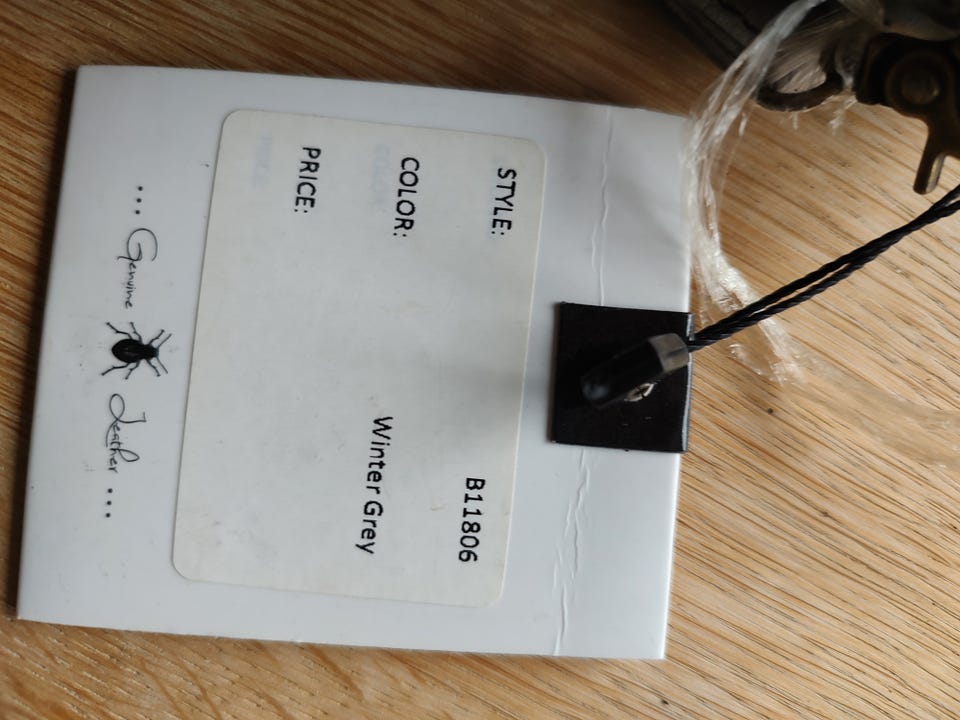 STYLE: B11806
COLOR: Winter Grey
PRICE:
... Genuine Leather ...